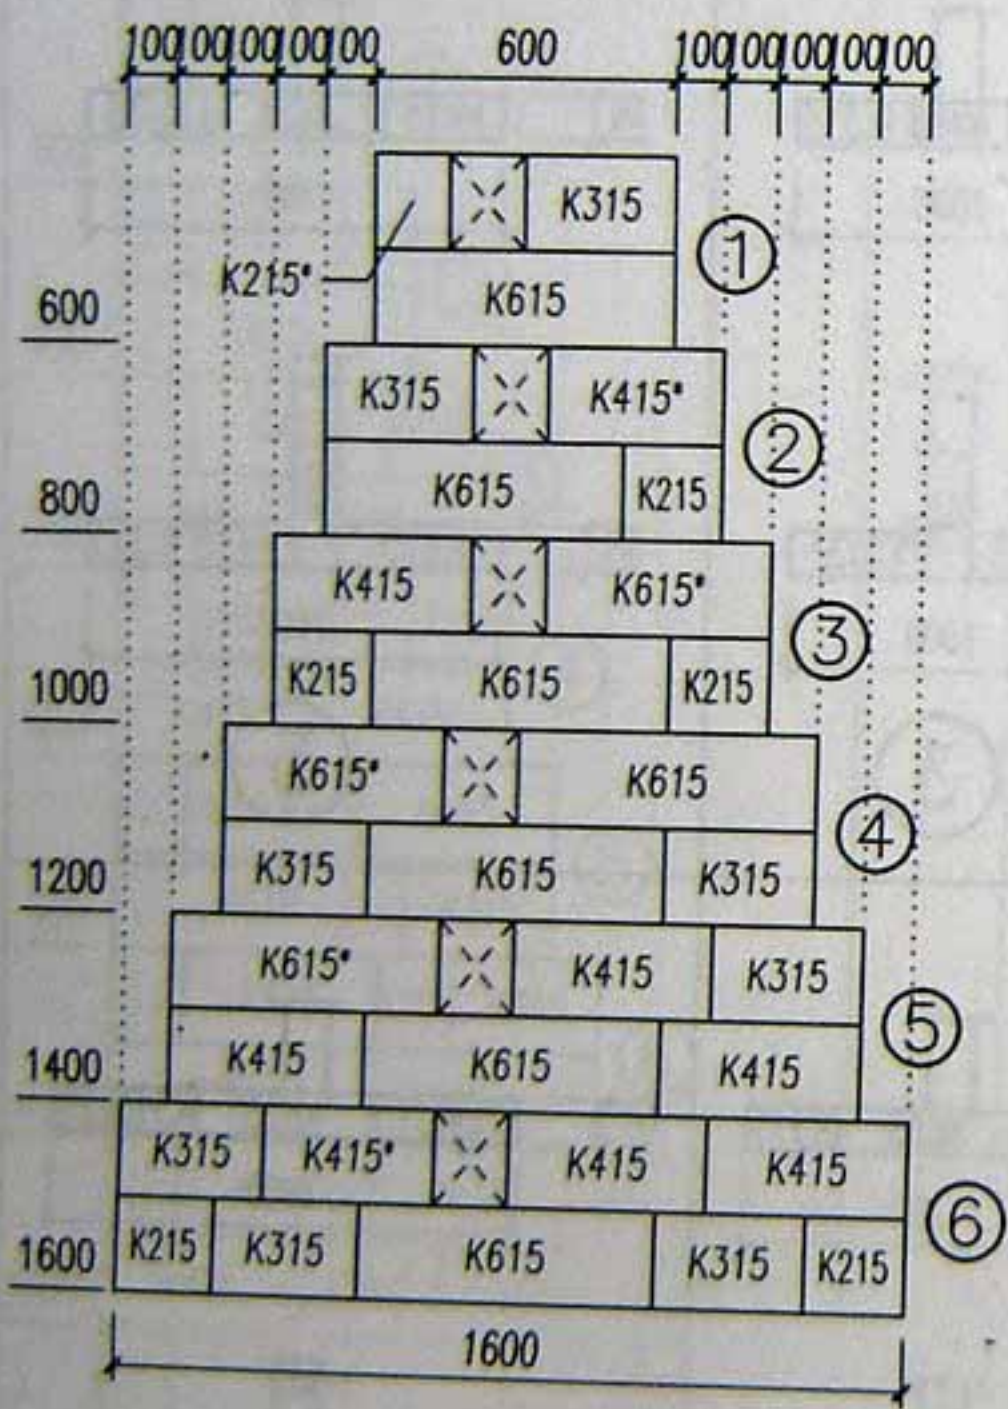 100 100 100 100 100 600 100 100 100 100 100
K315
K215*
①
K615
600
K315 K415*
②
K615 K215
800
K415 K615*
③
K215 K615 K215
1000
K615* K615
④
K315 K615 K315
1200
K615* K415 K315
⑤
K415 K615 K415
1400
K315 K415* K415 K415
⑥
K215 K315 K615 K315 K215
1600
1600